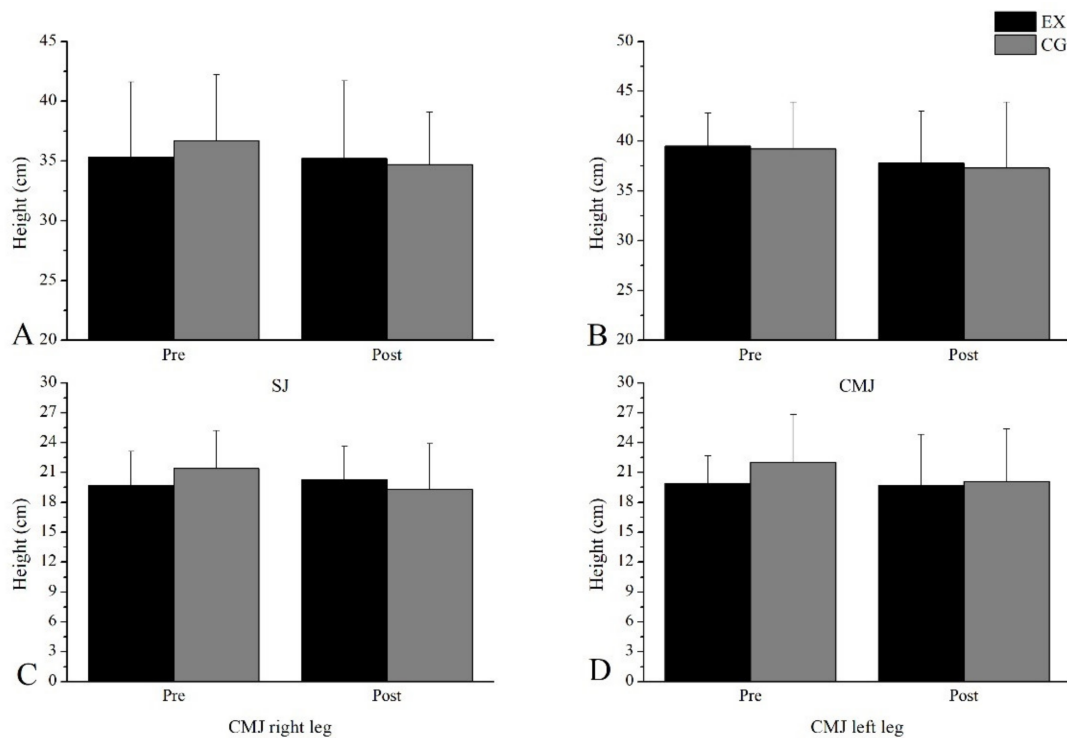 EX
CG
45
40
35
30
25
20
Height (cm)
A
Pre Post
SJ
50
45
40
35
30
25
20
Height (cm)
B
Pre Post
CMJ
30
27
24
21
18
15
12
9
6
3
0
Height (cm)
C
Pre Post
CMJ right leg
30
27
24
21
18
15
12
9
6
3
0
Height (cm)
D
Pre Post
CMJ left leg